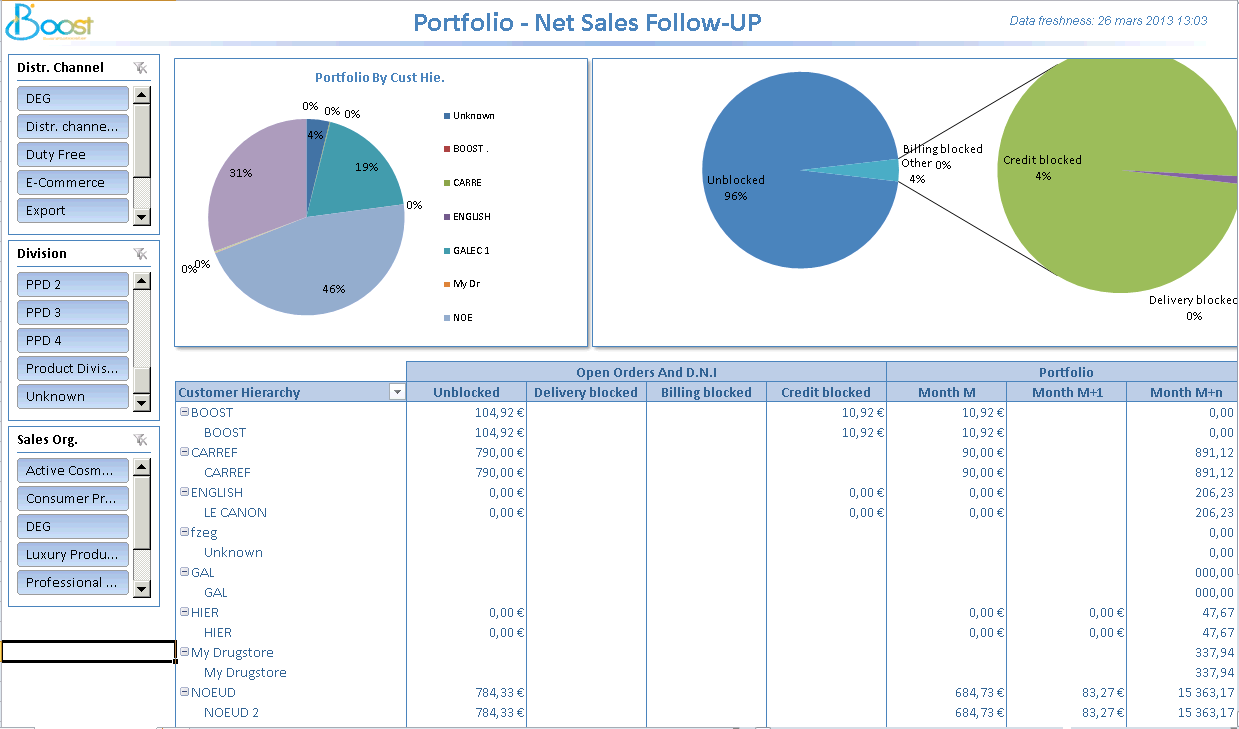 Boost
Portfolio - Net Sales Follow-UP
Data freshness: 26 mars 2013 13:03
Distr. Channel
DEG
Distr. channe...
Duty Free
E-Commerce
Export
Division
PPD 2
PPD 3
PPD 4
Product Divis...
Unknown
Sales Org.
Active Cosm...
Consumer Pr...
DEG
Luxury Produ...
Professional ...
Portfolio By Cust Hie.
0% 0% 0%
4%
19%
0%
46%
0% 0%
31%
Unknown
BOOST .
CARRE
ENGLISH
GALEC 1
My Dr
NOE
Unblocked
96%
Billing blocked
0%
Other
4%
Credit blocked
4%
Delivery blocked
0%
Open Orders And D.N.I Portfolio
Customer Hierarchy Unblocked Delivery blocked Billing blocked Credit blocked Month M Month M+1 Month M+n
BOOST 104,92 € 10,92 € 10,92 € 0,00
BOOST 104,92 € 10,92 € 10,92 € 0,00
CARREF 790,00 € 90,00 € 891,12
CARREF 790,00 € 90,00 € 891,12
ENGLISH 0,00 € 0,00 € 0,00 € 206,23
LE CANON 0,00 € 0,00 € 0,00 € 206,23
fzeg 0,00
Unknown 0,00
GAL 000,00
GAL 000,00
HIER 0,00 € 0,00 € 0,00 € 47,67
HIER 0,00 € 0,00 € 0,00 € 47,67
My Drugstore 337,94
My Drugstore 337,94
NOEUD 784,33 € 684,73 € 83,27 € 15 363,17
NOEUD 2 784,33 € 684,73 € 83,27 € 15 363,17